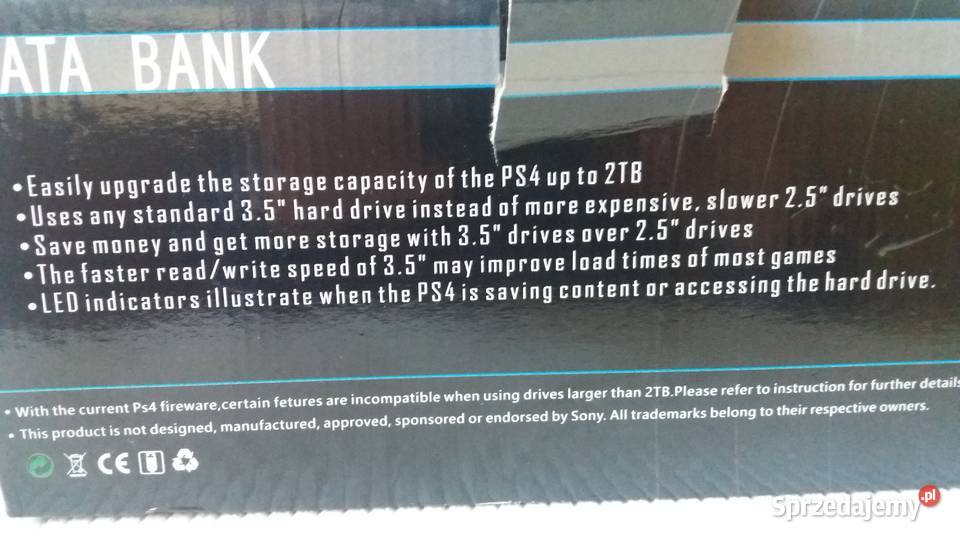 ATA BANK
•Easily upgrade the storage capacity of the PS4 up to 2TB
•Uses any standard 3.5" hard drive instead of more expensive, slower 2.5" drives
•Save money and get more storage with 3.5" drives over 2.5" drives
•The faster read/write speed of 3.5" may improve load times of most games
•LED indicators illustrate when the PS4 is saving content or accessing the hard drive.
• With the current Ps4 fireware,certain fetures are incompatible when using drives larger than 2TB.Please refer to instruction for further details
• This product is not designed, manufactured, approved, sponsored or endorsed by Sony. All trademarks belong to their respective owners.
CE
Sprzedajemy.pl